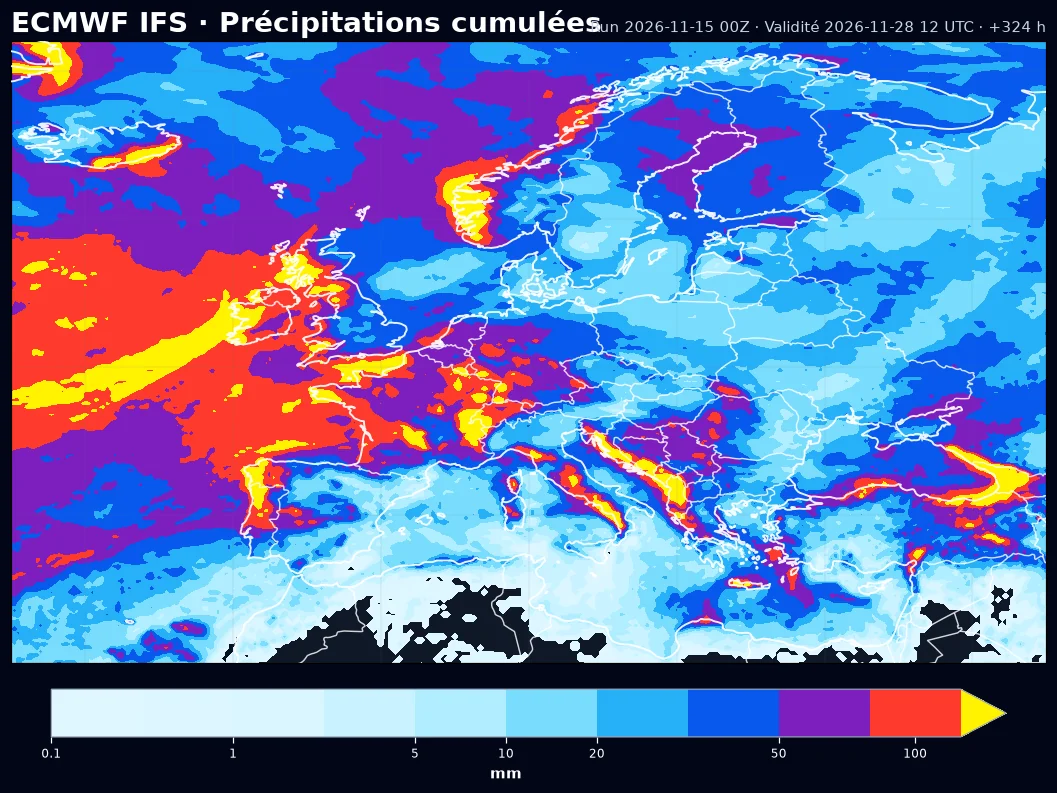 ECMWF IFS · Précipitations cumulées
Run 2026-11-15 00Z · Validité 2026-11-28 12 UTC · +324 h
0.1 1 5 10 20 50 100
mm